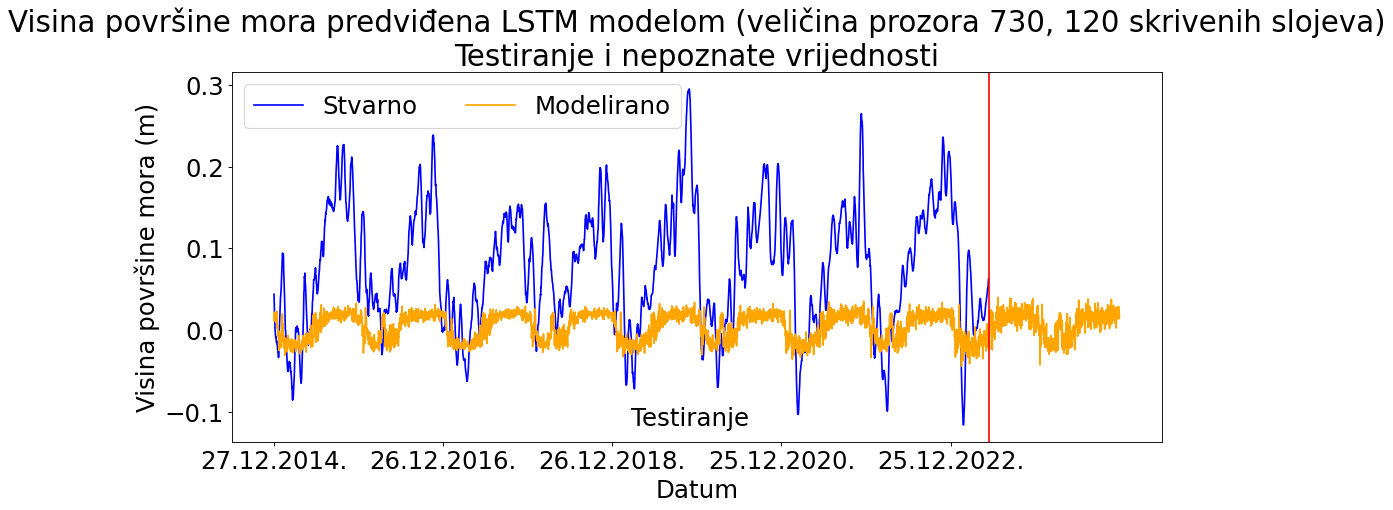 Visina površine mora predviđena LSTM modelom (veličina prozora 730, 120 skrivenih slojeva)
Testiranje i nepoznate vrijednosti
Stvarno
Modelirano
Visina površine mora (m)
0.3
0.2
0.1
0.0
−0.1
Testiranje
27.12.2014.
26.12.2016.
26.12.2018.
25.12.2020.
25.12.2022.
Datum